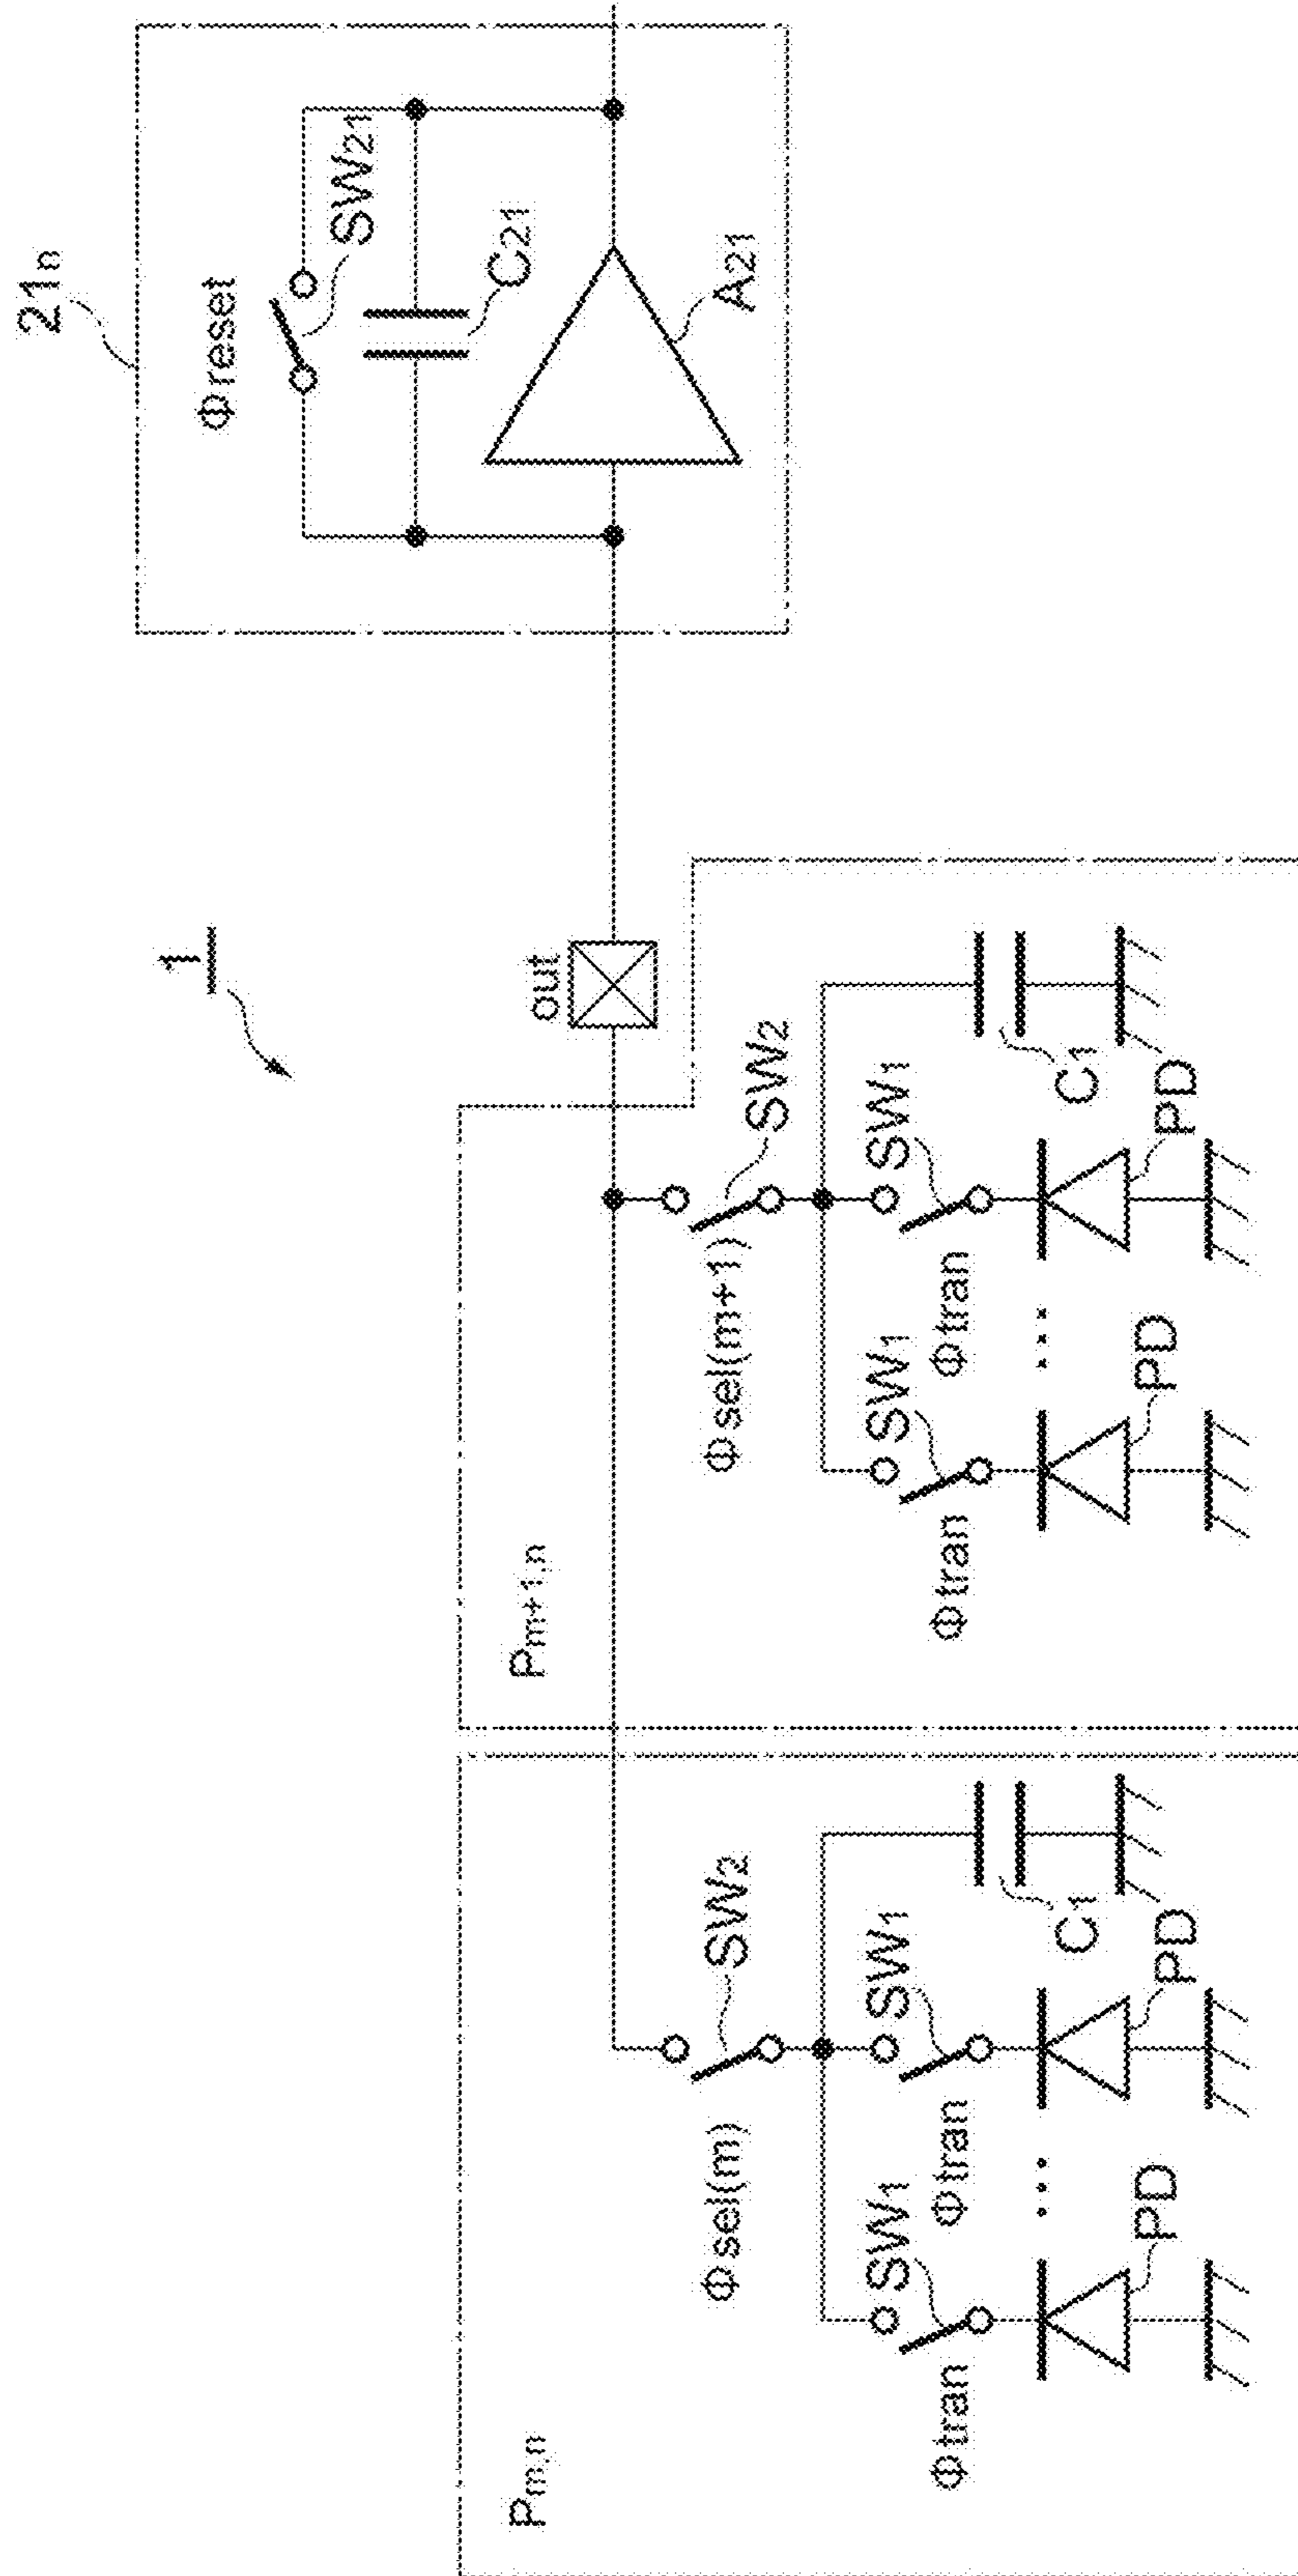 1
21n
Φreset
SW21
C21
A21
out
Pm,n
Φsel(m)
SW2
Φtran
SW1
Φtran
SW1
C1
PD
PD
...
Pm+1,n
Φsel(m+1)
SW2
Φtran
SW1
Φtran
SW1
C1
PD
PD
...